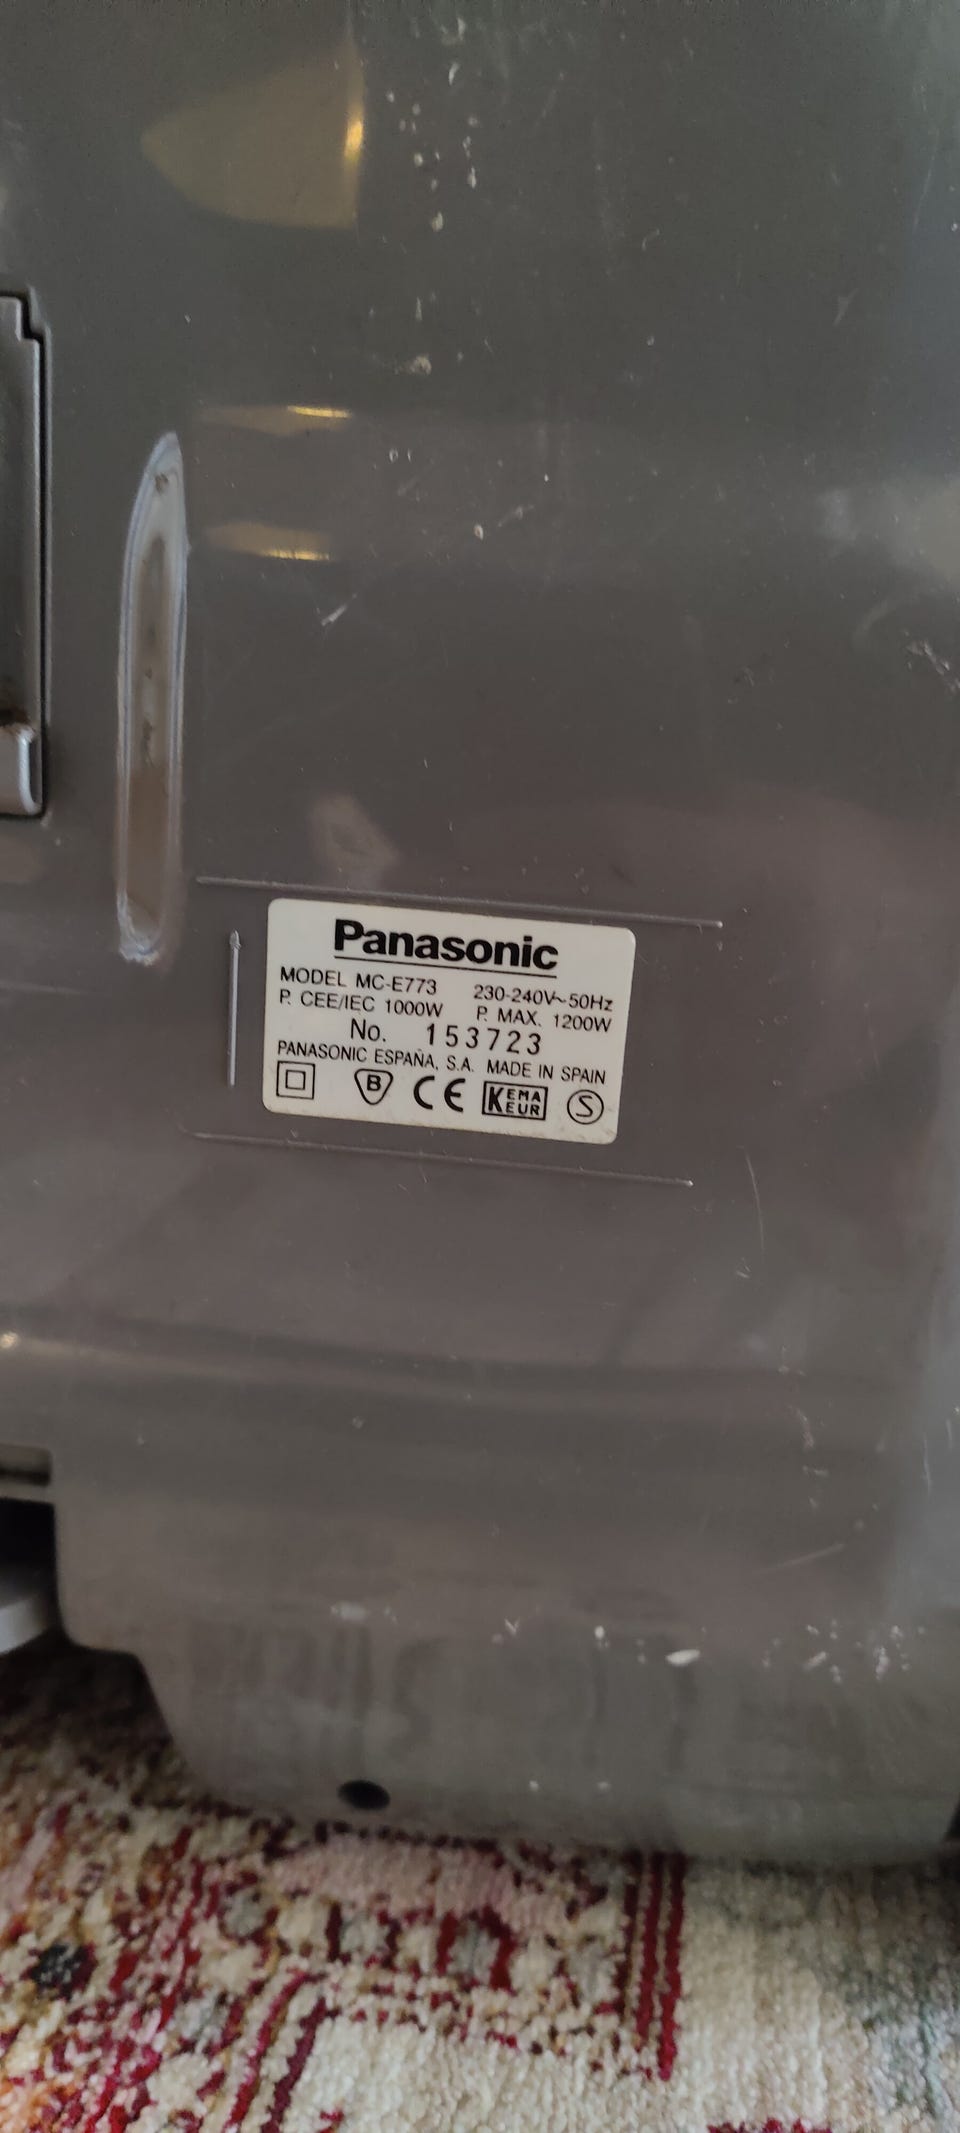 Panasonic
MODEL MC-E773 230-240V~50Hz
P. CEE/IEC 1000W P. MAX. 1200W
No. 153723
PANASONIC ESPAÑA, S.A. MADE IN SPAIN
B CE KEMA EUR S